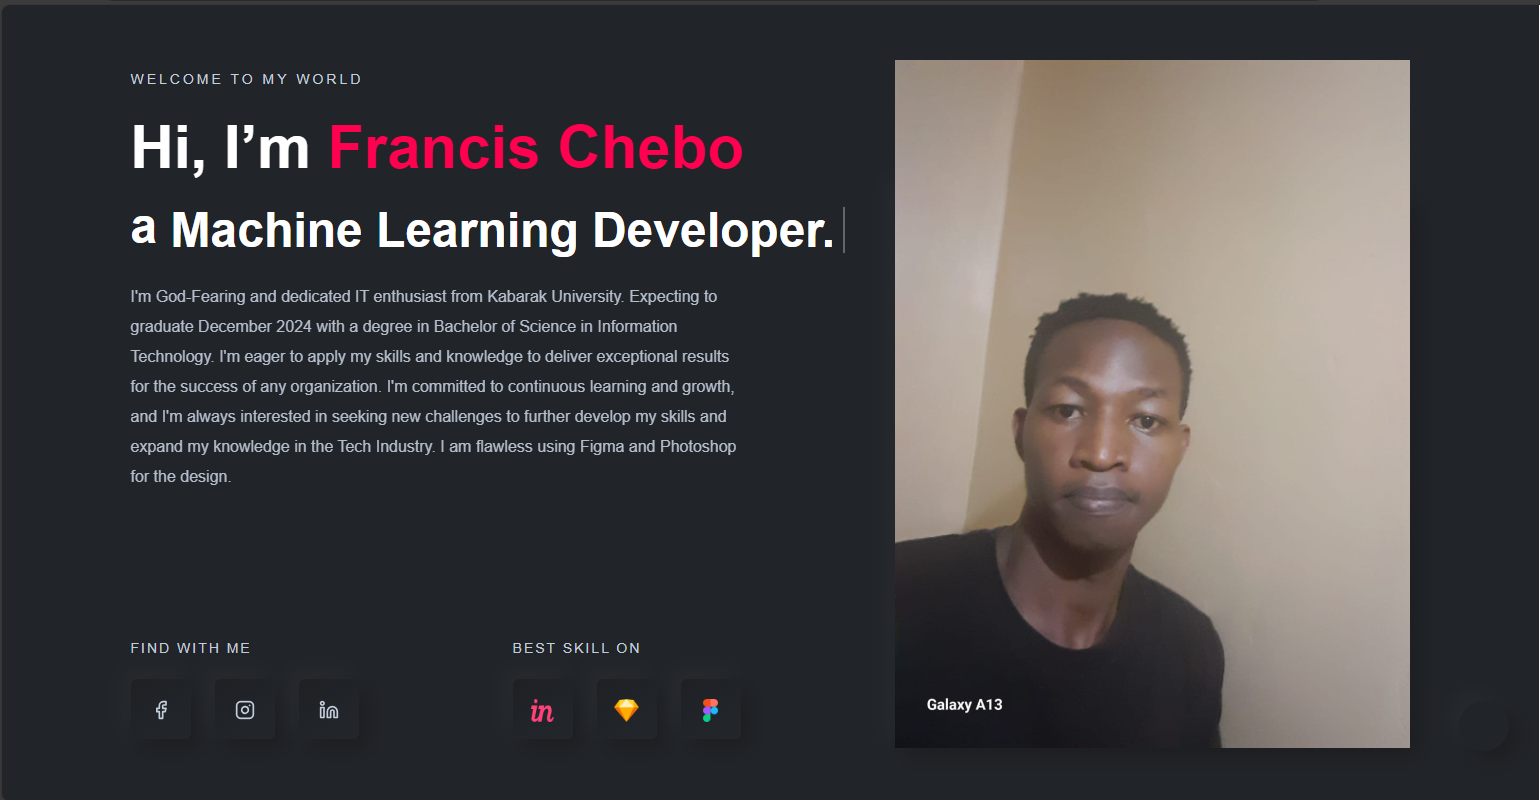 WELCOME TO MY WORLD
Hi, I’m Francis Chebo
a Machine Learning Developer.
I'm God-Fearing and dedicated IT enthusiast from Kabarak University. Expecting to
graduate December 2024 with a degree in Bachelor of Science in Information
Technology. I'm eager to apply my skills and knowledge to deliver exceptional results
for the success of any organization. I'm committed to continuous learning and growth,
and I'm always interested in seeking new challenges to further develop my skills and
expand my knowledge in the Tech Industry. I am flawless using Figma and Photoshop
for the design.
FIND WITH ME
BEST SKILL ON
in
Galaxy A13